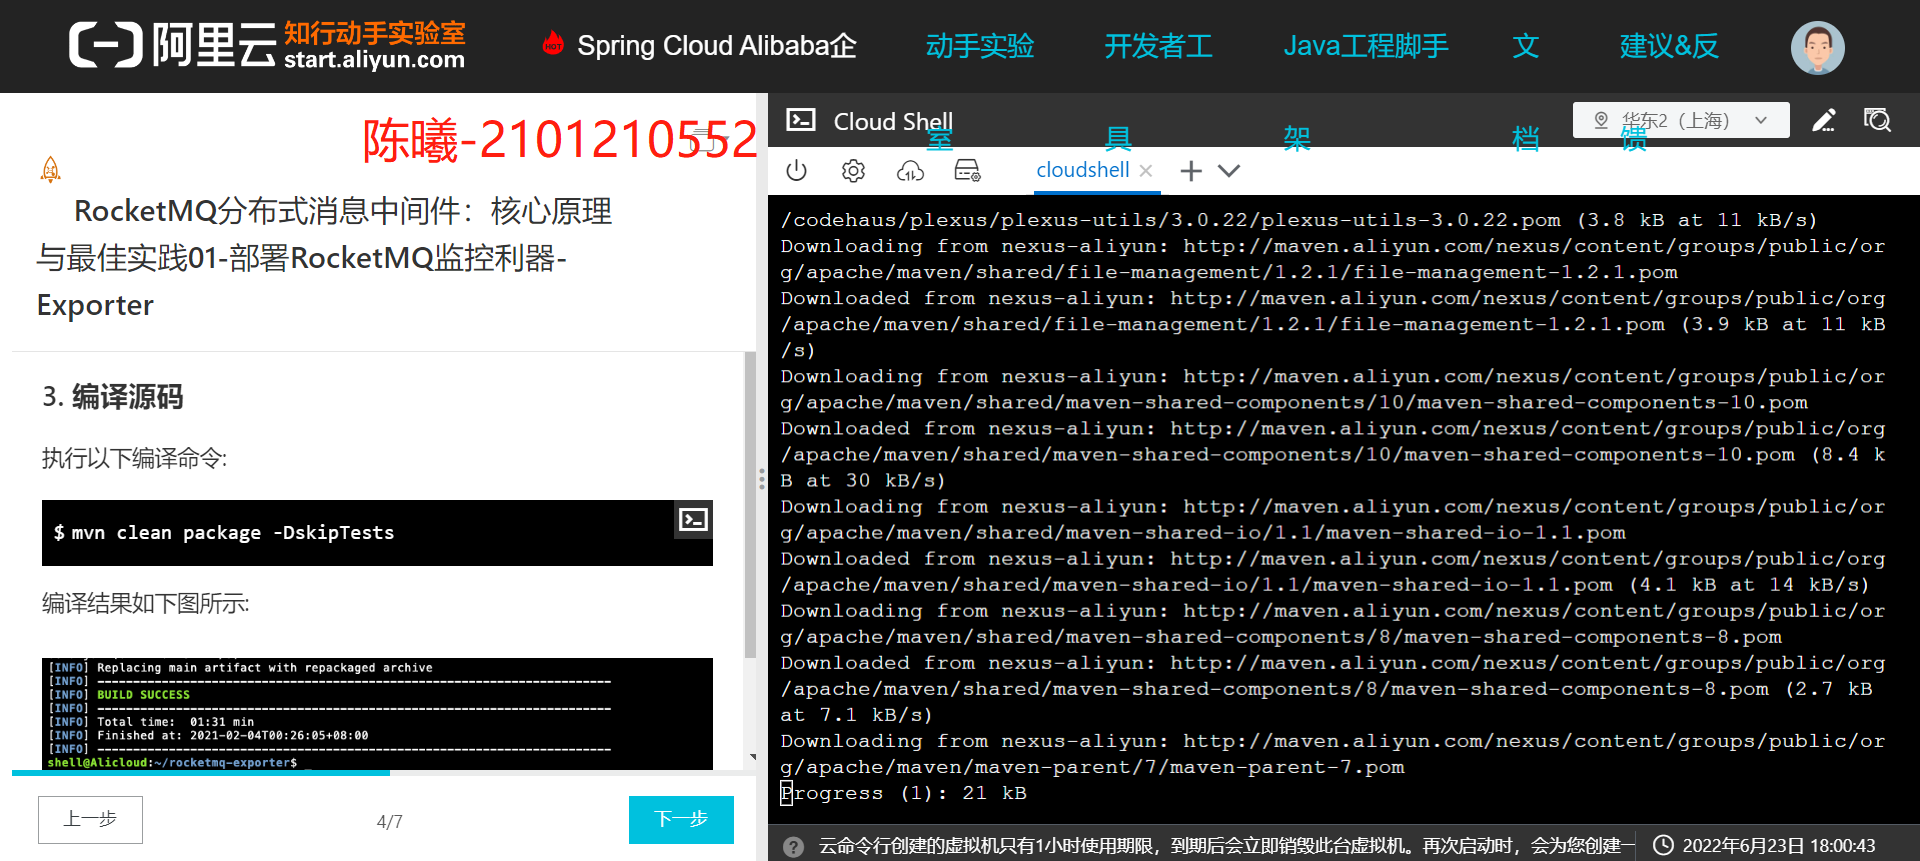 阿里云 知行动手实验室
start.aliyun.com
HOT Spring Cloud Alibaba企
动手实验室
开发者工具
Java工程脚手架
文档
建议&反馈
陈曦-2101210552
RocketMQ分布式消息中间件：核心原理
与最佳实践01-部署RocketMQ监控利器-
Exporter
3. 编译源码
执行以下编译命令:
$ mvn clean package -DskipTests
编译结果如下图所示:
[INFO] Replacing main artifact with repackaged archive
[INFO] ------------------------------------------------------------------------
[INFO] BUILD SUCCESS
[INFO] ------------------------------------------------------------------------
[INFO] Total time:  01:31 min
[INFO] Finished at: 2021-02-04T00:26:05+08:00
[INFO] ------------------------------------------------------------------------
shell@Alicloud:~/rocketmq-exporter$
上一步
4/7
下一步
Cloud Shell
华东2（上海）
cloudshell
/codehaus/plexus/plexus-utils/3.0.22/plexus-utils-3.0.22.pom (3.8 kB at 11 kB/s)
Downloading from nexus-aliyun: http://maven.aliyun.com/nexus/content/groups/public/or
g/apache/maven/shared/file-management/1.2.1/file-management-1.2.1.pom
Downloaded from nexus-aliyun: http://maven.aliyun.com/nexus/content/groups/public/org
/apache/maven/shared/file-management/1.2.1/file-management-1.2.1.pom (3.9 kB at 11 kB
/s)
Downloading from nexus-aliyun: http://maven.aliyun.com/nexus/content/groups/public/or
g/apache/maven/shared/maven-shared-components/10/maven-shared-components-10.pom
Downloaded from nexus-aliyun: http://maven.aliyun.com/nexus/content/groups/public/org
/apache/maven/shared/maven-shared-components/10/maven-shared-components-10.pom (8.4 k
B at 30 kB/s)
Downloading from nexus-aliyun: http://maven.aliyun.com/nexus/content/groups/public/or
g/apache/maven/shared/maven-shared-io/1.1/maven-shared-io-1.1.pom
Downloaded from nexus-aliyun: http://maven.aliyun.com/nexus/content/groups/public/org
/apache/maven/shared/maven-shared-io/1.1/maven-shared-io-1.1.pom (4.1 kB at 14 kB/s)
Downloading from nexus-aliyun: http://maven.aliyun.com/nexus/content/groups/public/or
g/apache/maven/shared/maven-shared-components/8/maven-shared-components-8.pom
Downloaded from nexus-aliyun: http://maven.aliyun.com/nexus/content/groups/public/org
/apache/maven/shared/maven-shared-components/8/maven-shared-components-8.pom (2.7 kB
at 7.1 kB/s)
Downloading from nexus-aliyun: http://maven.aliyun.com/nexus/content/groups/public/or
g/apache/maven/maven-parent/7/maven-parent-7.pom
Progress (1): 21 kB
云命令行创建的虚拟机只有1小时使用期限，到期后会立即销毁此台虚拟机。再次启动时，会为您创建一
2022年6月23日 18:00:43